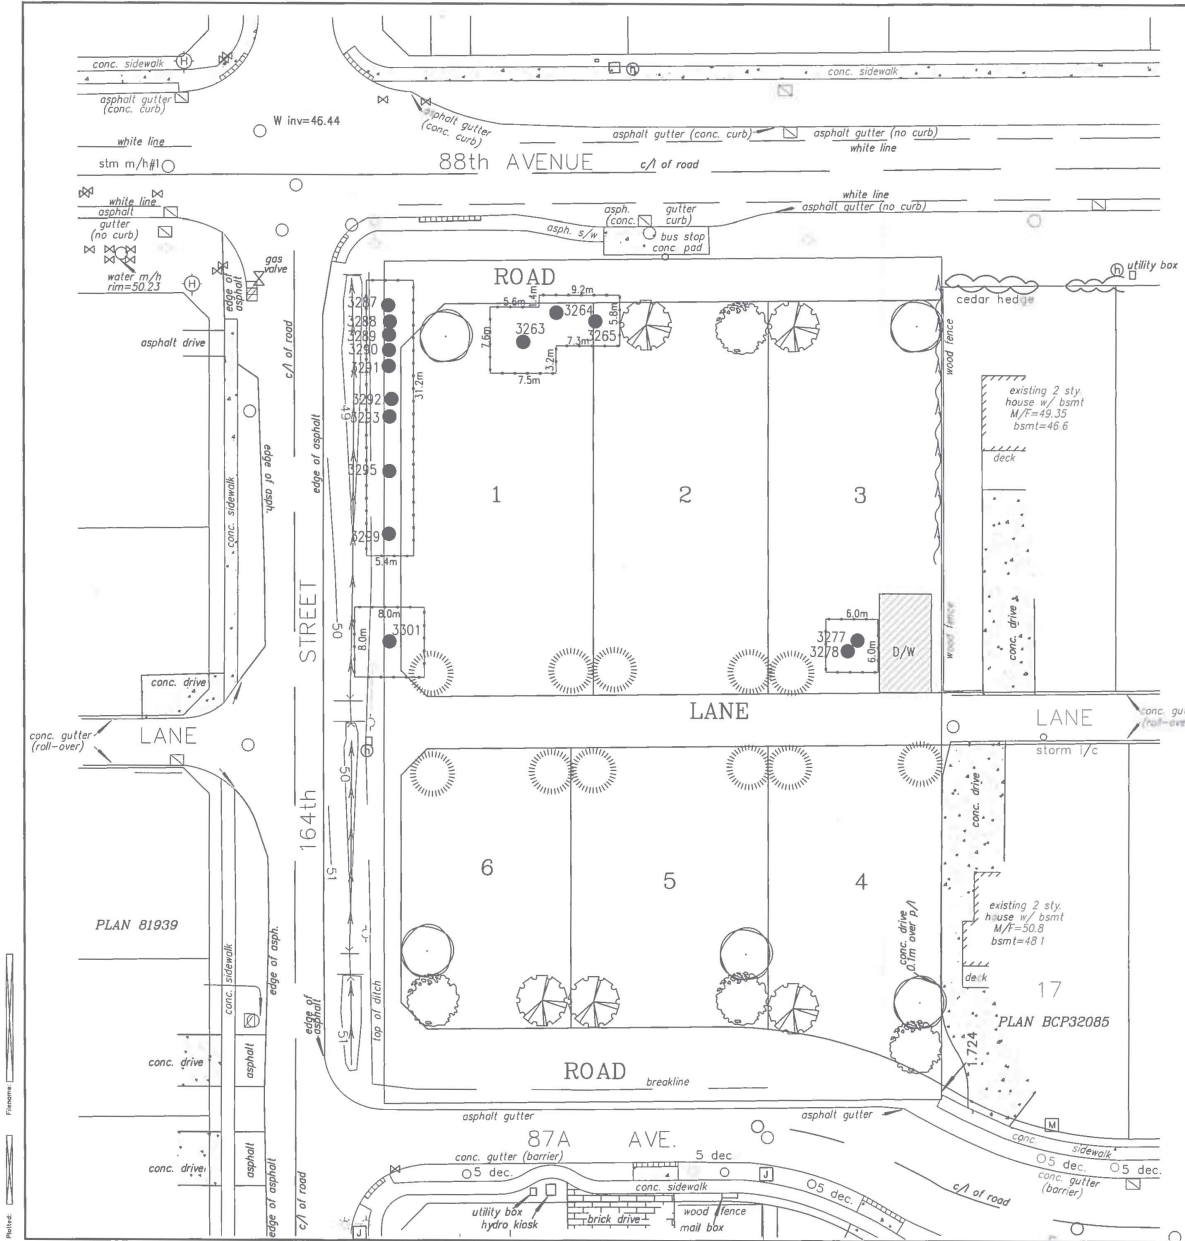 conc. sidewalk
H
asphalt gutter
(conc. curb)
W inv=46.44
white line
stm m/h#1
h
conc. sidewalk
asphalt gutter
(conc. curb)
asphalt gutter (conc. curb)
asphalt gutter (no curb)
white line
88th AVENUE
c/l of road
white line
asphalt
gutter
(no curb)
water m/h
rim=50.23
H
edge of
asphalt
gas
valve
white line
asphalt gutter (no curb)
asph. gutter
(conc. curb)
asph. s/w
bus stop
conc pad
h
utility box
ROAD
cedar hedge
asphalt drive
c/l of road
3287
3288
3289
3290
3291
3292
3293
3295
3299
31.2m
5.4m
49
edge of asphalt
5.6m
1.4m
9.2m
3264
3263
3265
5.8m
7.6m
7.3m
3.2m
7.5m
wood fence
existing 2 sty.
house w/ bsmt
M/F=49.35
bsmt=46.6
deck
conc. sidewalk
edge of asph.
1
2
3
STREET
50
8.0m
3301
8.0m
6.0m
3277
3278
6.0m
D/W
wood fence
conc. drive
conc. drive
LANE
conc. gutter
(roll-over)
LANE
LANE
storm i/c
50
164th
51
conc. drive
6
5
4
PLAN 81939
conc. sidewalk
edge of asph.
conc. drive
0.1m over p/l
existing 2 sty.
house w/ bsmt
M/F=50.8
bsmt=48.1
deck
17
PLAN BCP32085
edge of
asphalt
51
top of ditch
1.724
conc. drive
asphalt
ROAD
breakline
asphalt gutter
asphalt gutter
M
87A AVE.
conc. drive
asphalt
conc. gutter (barrier)
5 dec
5 dec.
J
conc. sidewalk
5 dec.
conc. sidewalk
5 dec.
5 dec.
conc. gutter
(barrier)
c/l of road
edge of asphalt
c/l of road
utility box
hydro kiosk
brick drive
wood fence
mail box
J
Filename:
Plotted: